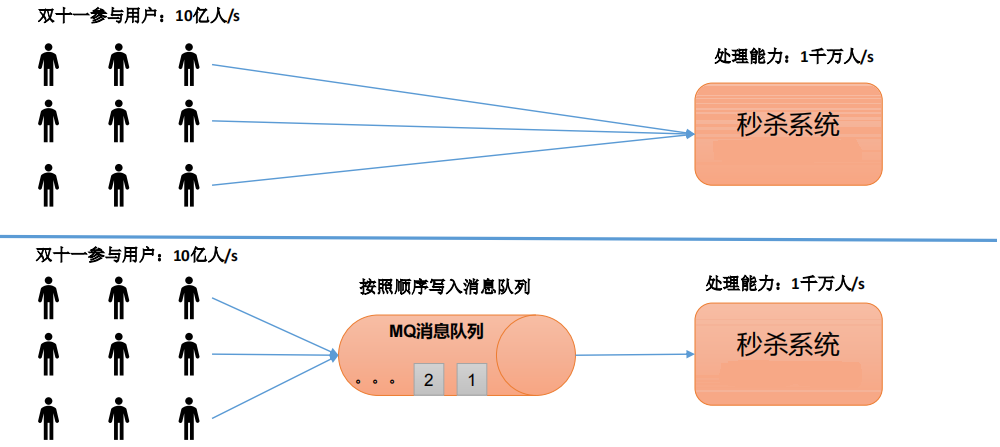 双十一参与用户：10亿人/s
处理能力：1千万人/s
秒杀系统
双十一参与用户：10亿人/s
按照顺序写入消息队列
处理能力：1千万人/s
MQ消息队列
秒杀系统
。。。 2 1